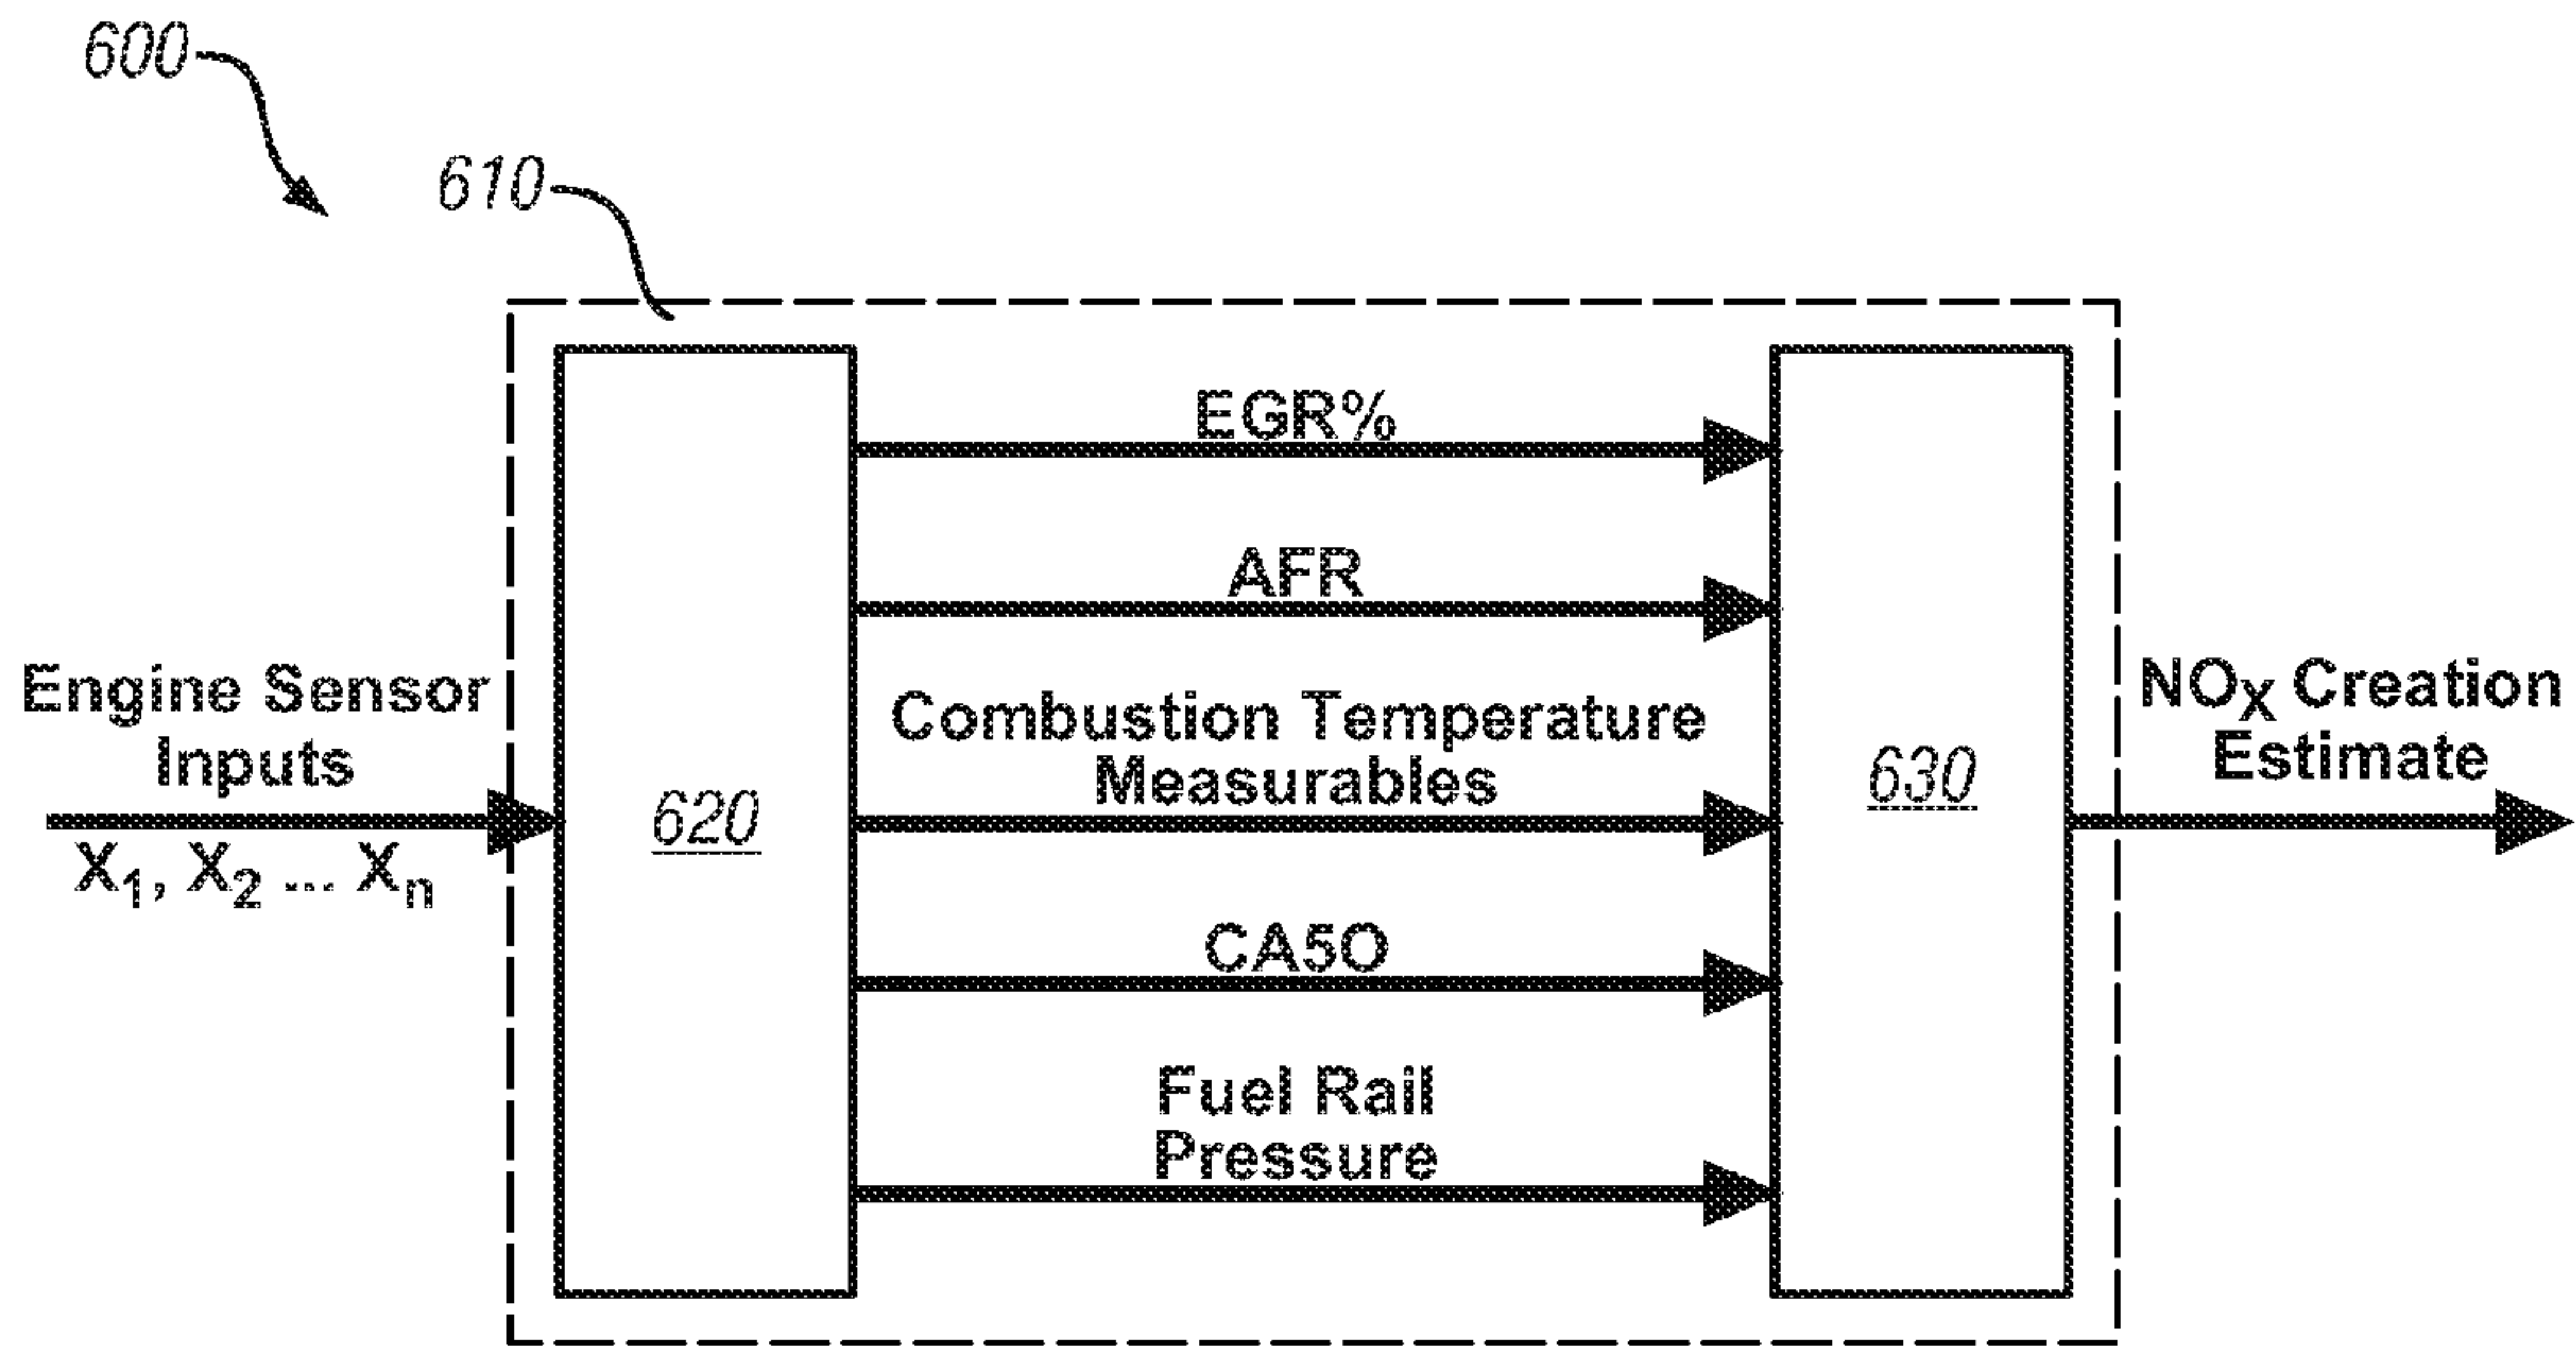 600
610
EGR%
AFR
Engine Sensor
Inputs
X1, X2 ... Xn
620
Combustion Temperature
Measurables
630
NOX Creation
Estimate
CA5O
Fuel Rail
Pressure